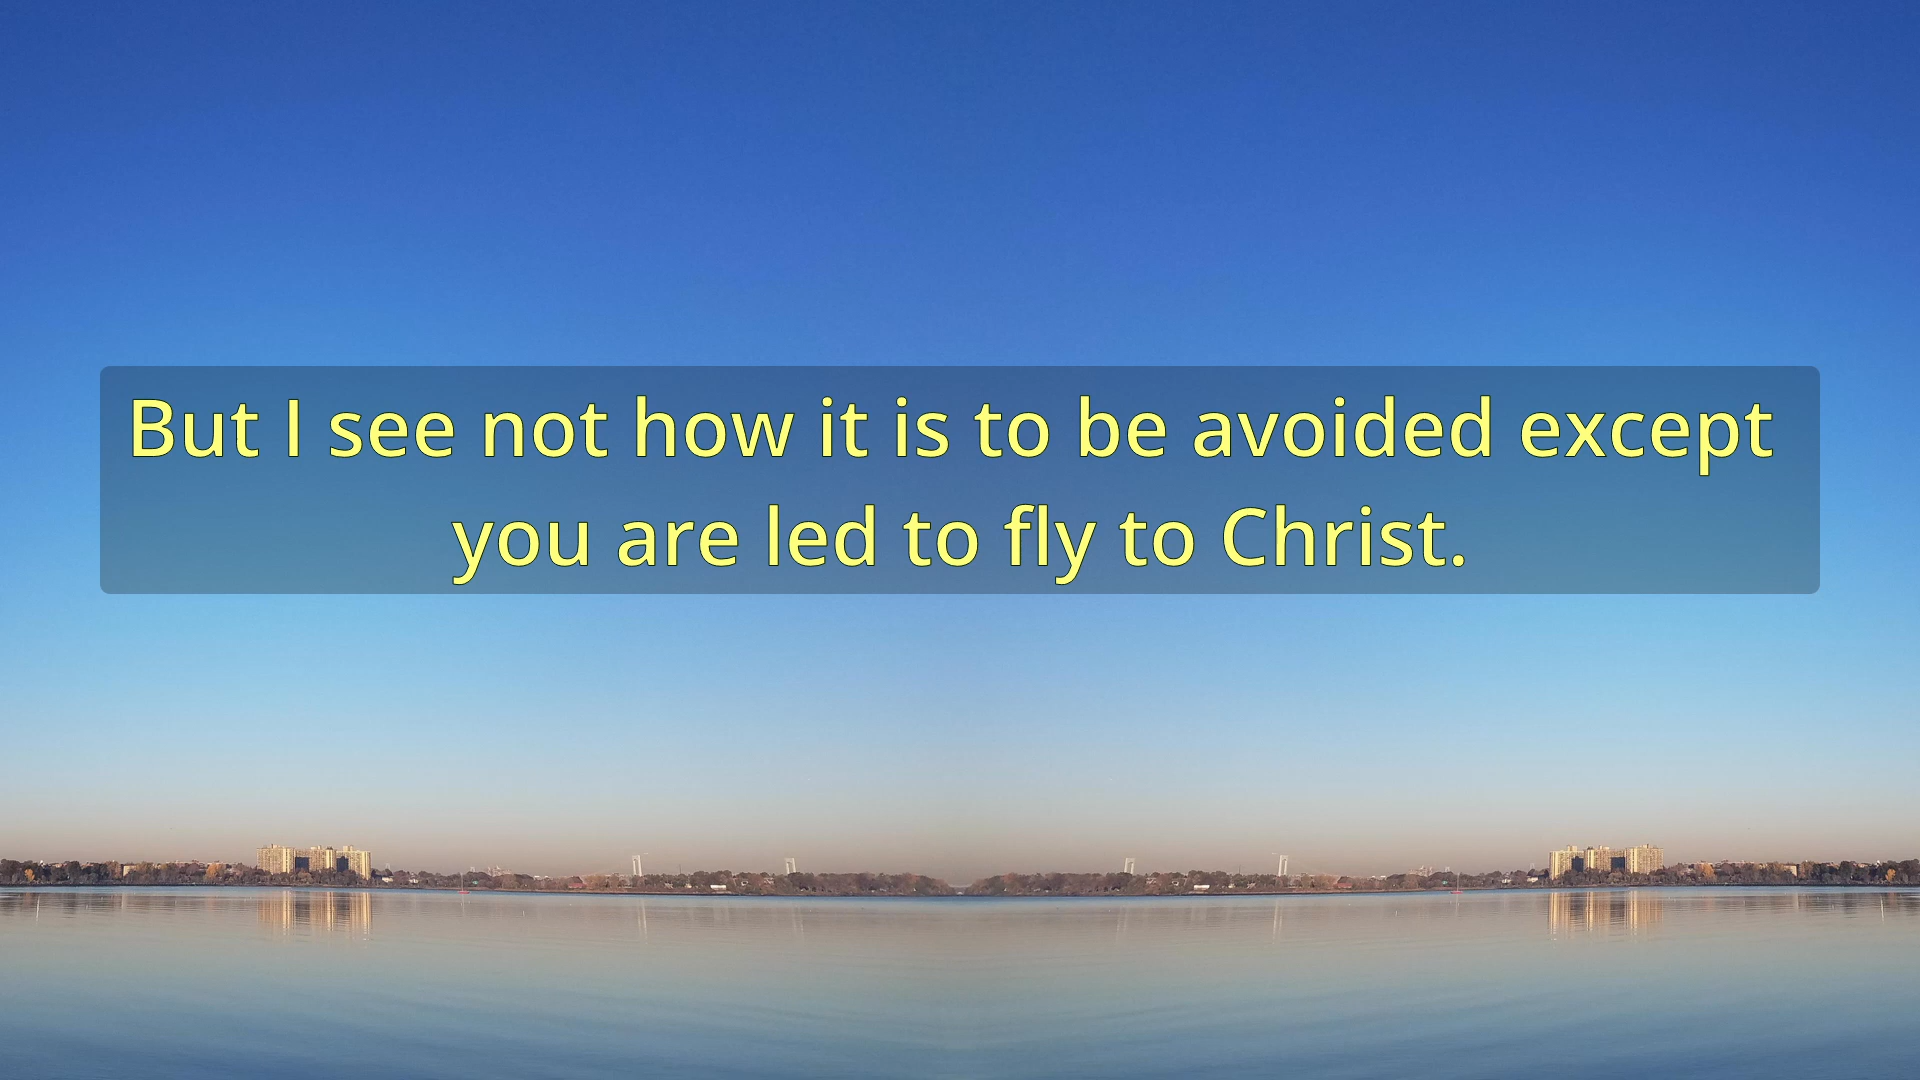 But I see not how it is to be avoided except
you are led to fly to Christ.